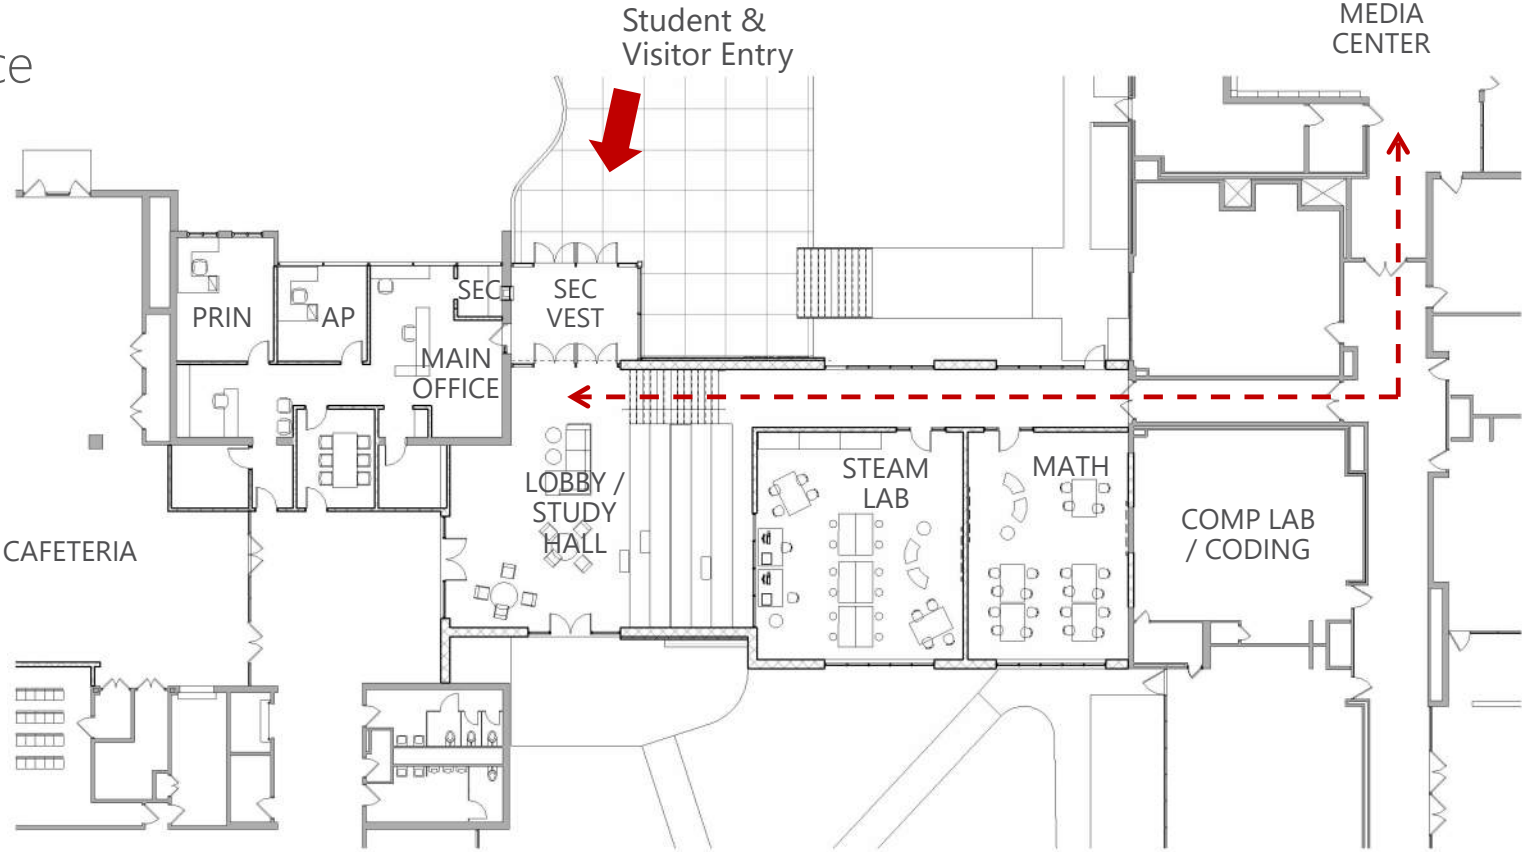 Student &
Visitor Entry
MEDIA
CENTER
PRIN
AP
SEC
SEC
VEST
MAIN
OFFICE
LOBBY /
STUDY
HALL
STEAM
LAB
MATH
COMP LAB
/ CODING
CAFETERIA